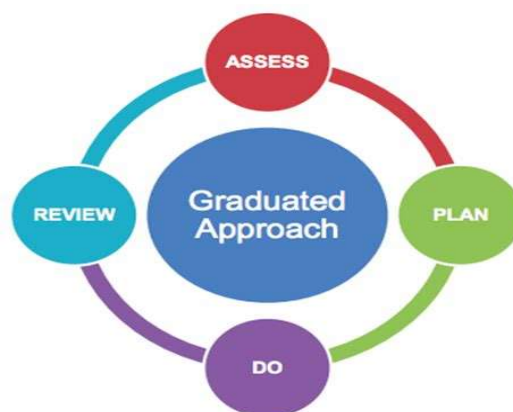 ASSESS
REVIEW
Graduated
Approach
PLAN
DO